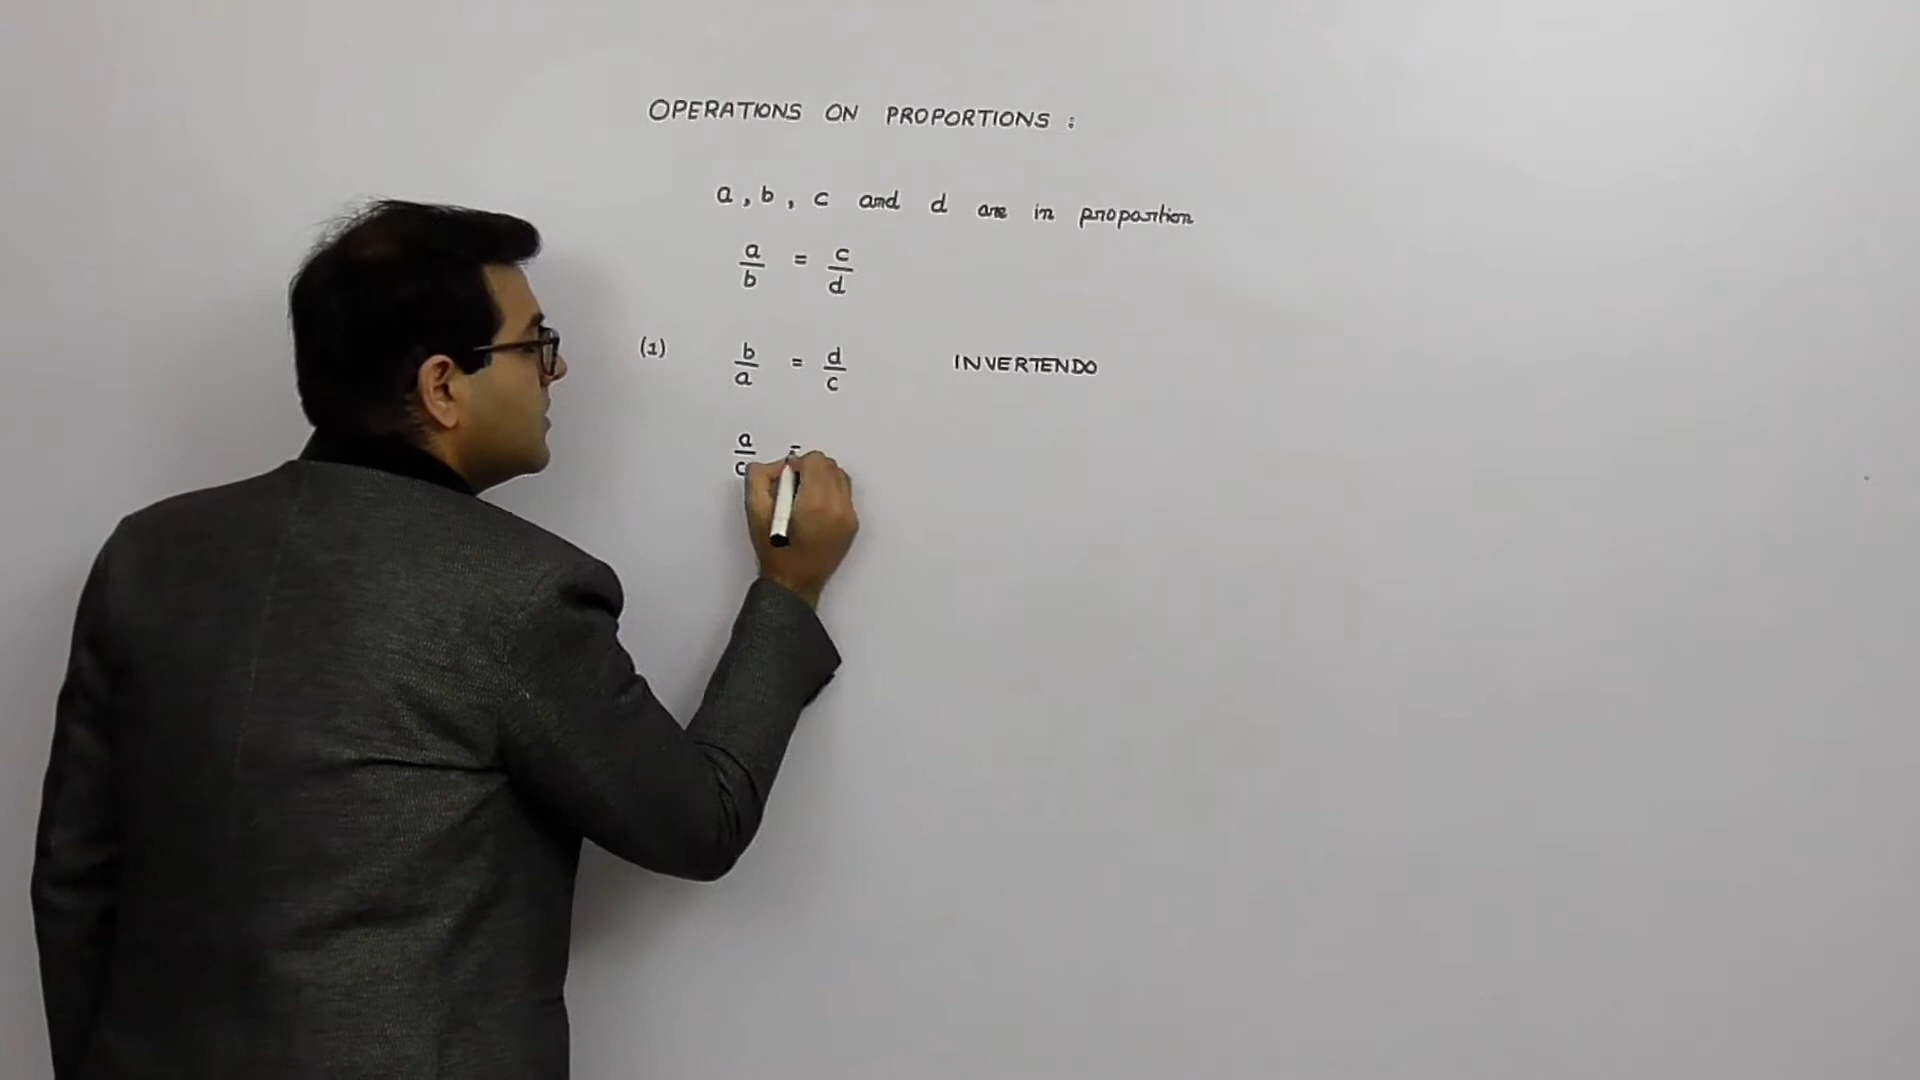 OPERATIONS ON PROPORTIONS :
a , b , c and d are in proportion
a/b = c/d
(1) b/a = d/c INVERTENDO
a/c =